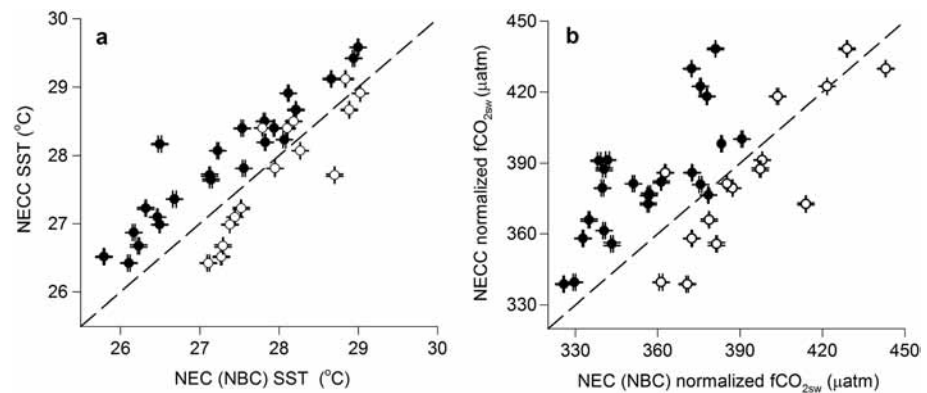 a
30
29
28
27
26
NECC SST (°C)
26 27 28 29 30
NEC (NBC) SST (°C)
b
450
420
390
360
330
NECC normalized fCO2sw (µatm)
330 360 390 420 450
NEC (NBC) normalized fCO2sw (µatm)